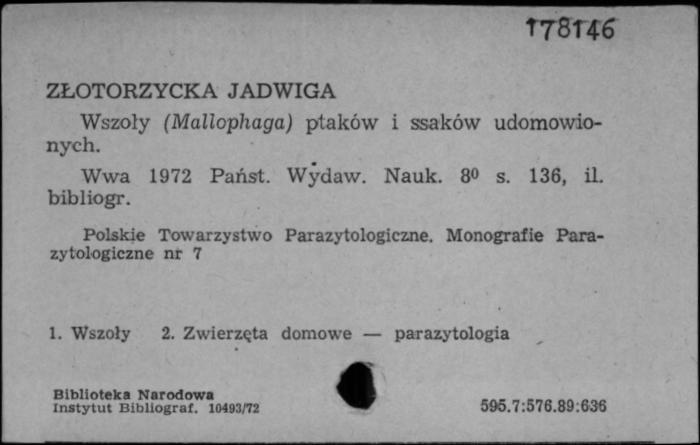 178146
ZŁOTORZYCKA JADWIGA
Wszoły (Mallophaga) ptaków i ssaków udomowio-
nych.
Wwa 1972 Państ. Wydaw. Nauk. 8⁰ s. 136, il.
bibliogr.
Polskie Towarzystwo Parazytologiczne. Monografie Para-
zytologiczne nr 7
1. Wszoły 2. Zwierzęta domowe — parazytologia
Biblioteka Narodowa
Instytut Bibliograf. 10493/72
595.7:576.89:636